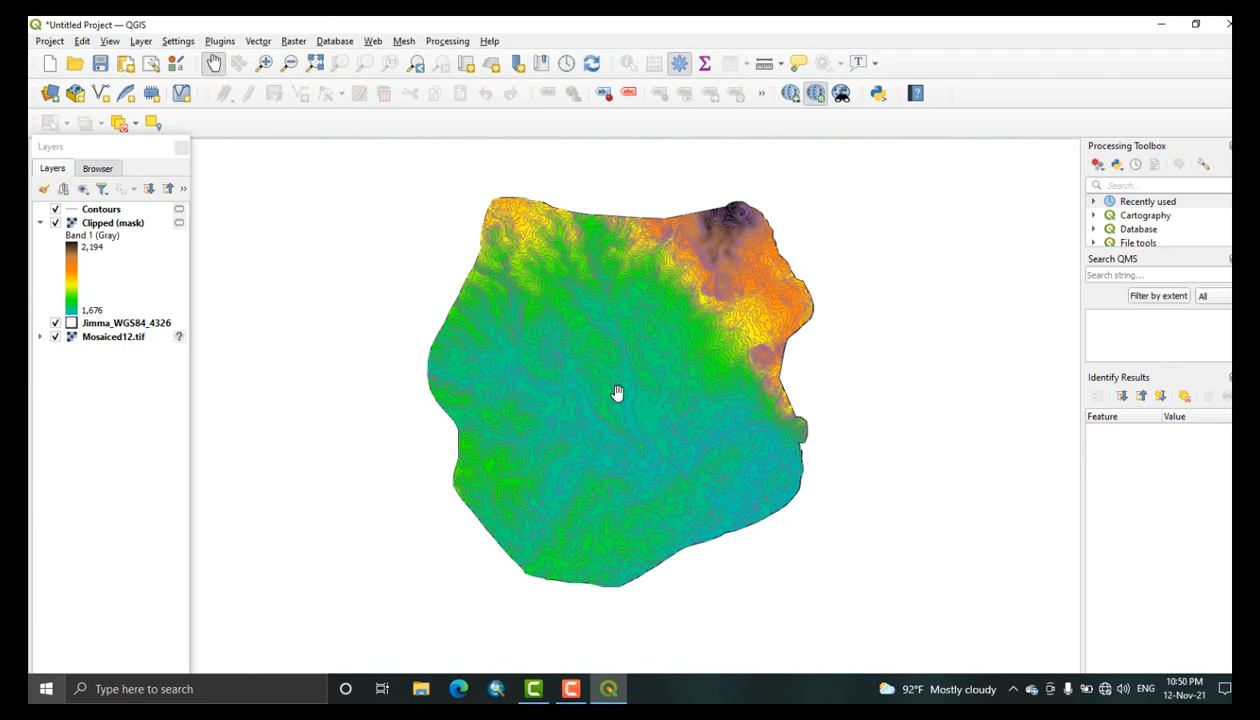 *Untitled Project — QGIS
Project Edit View Layer Settings Plugins Vector Raster Database Web Mesh Processing Help
Layers
Layers Browser
Contours
Clipped (mask)
Band 1 (Gray)
2,194
1,676
Jimma_WGS84_4326
Mosaiced12.tif
Processing Toolbox
Search...
Recently used
Cartography
Database
File tools
Search QMS
Search string...
Filter by extent All
Identify Results
Feature Value
Type here to search
92°F Mostly cloudy
ENG
10:50 PM
12-Nov-21